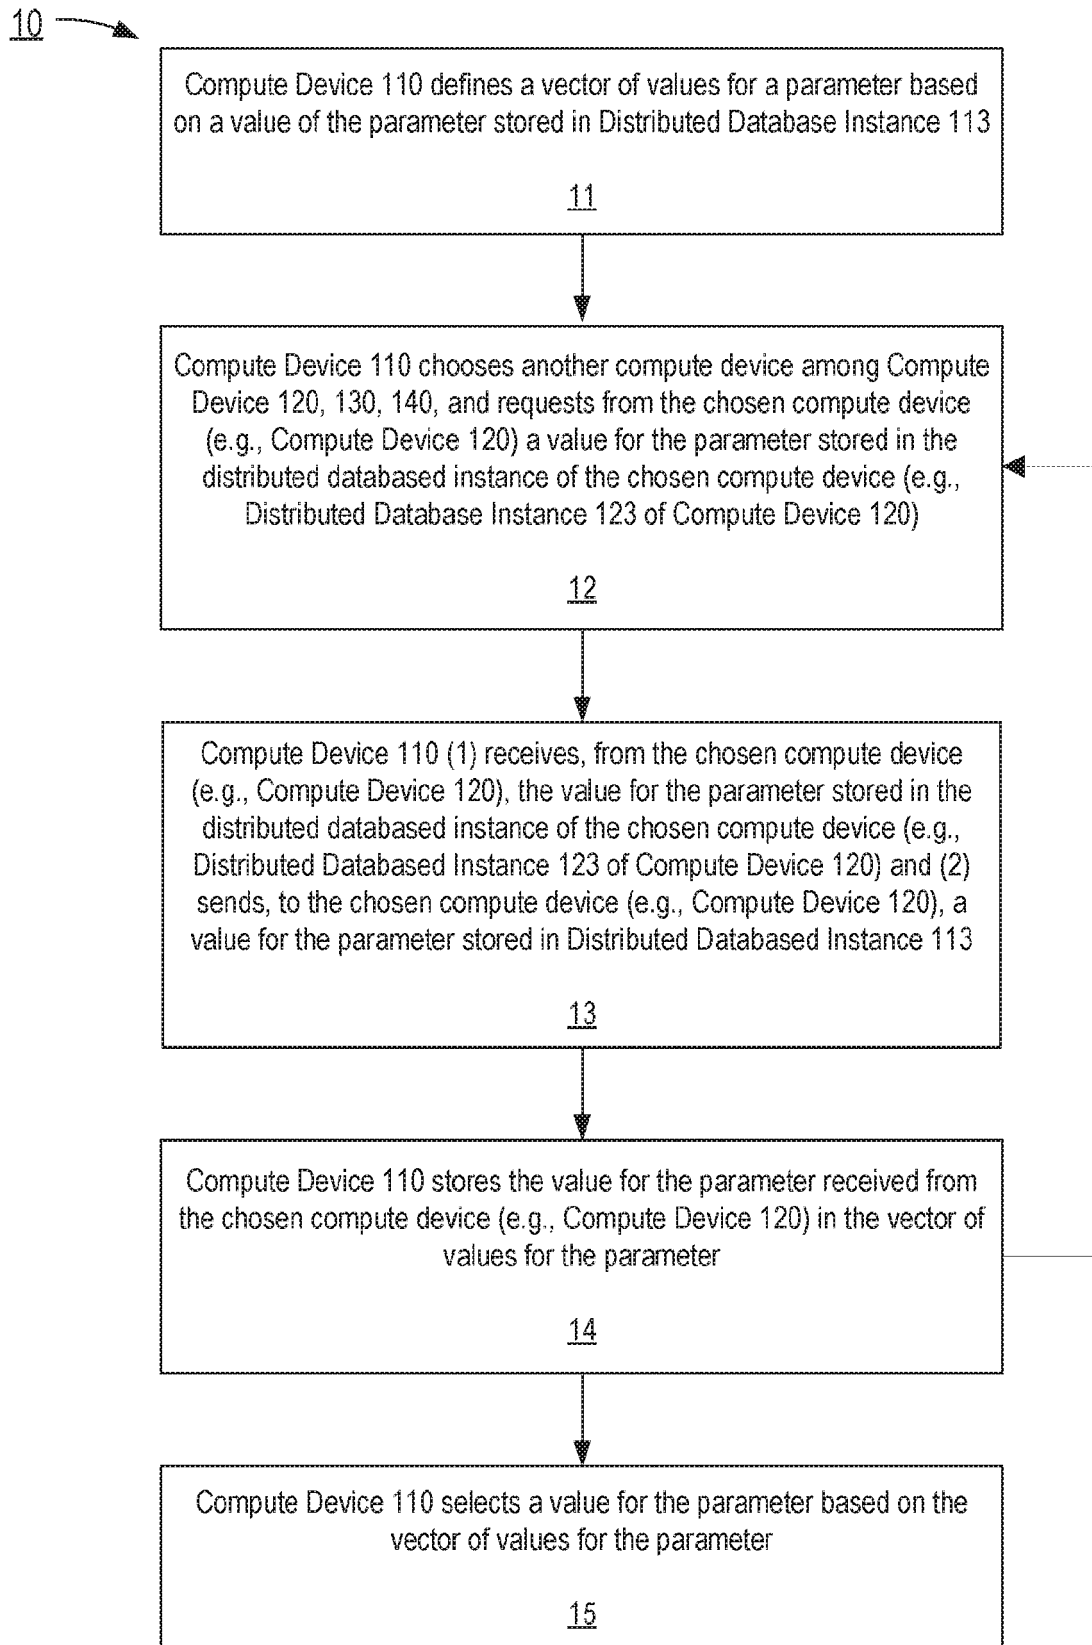 10
Compute Device 110 defines a vector of values for a parameter based
on a value of the parameter stored in Distributed Database Instance 113
11
Compute Device 110 chooses another compute device among Compute
Device 120, 130, 140, and requests from the chosen compute device
(e.g., Compute Device 120) a value for the parameter stored in the
distributed databased instance of the chosen compute device (e.g.,
Distributed Database Instance 123 of Compute Device 120)
12
Compute Device 110 (1) receives, from the chosen compute device
(e.g., Compute Device 120), the value for the parameter stored in the
distributed databased instance of the chosen compute device (e.g.,
Distributed Databased Instance 123 of Compute Device 120) and (2)
sends, to the chosen compute device (e.g., Compute Device 120), a
value for the parameter stored in Distributed Databased Instance 113
13
Compute Device 110 stores the value for the parameter received from
the chosen compute device (e.g., Compute Device 120) in the vector of
values for the parameter
14
Compute Device 110 selects a value for the parameter based on the
vector of values for the parameter
15